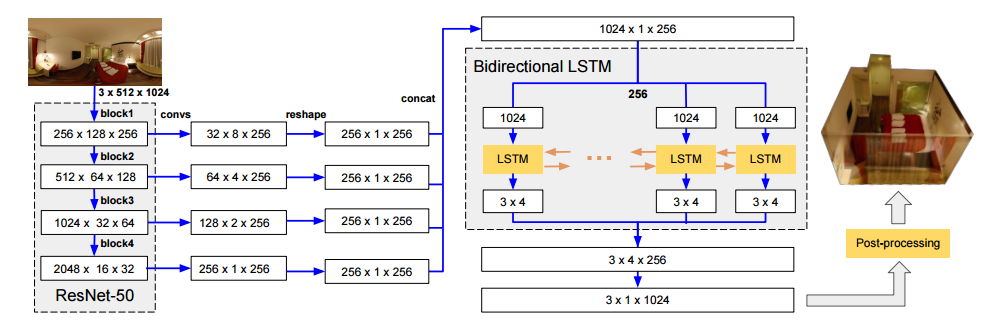 3 x 512 x 1024
block1
256 x 128 x 256
block2
512 x 64 x 128
block3
1024 x 32 x 64
block4
2048 x 16 x 32
ResNet-50
convs
32 x 8 x 256
64 x 4 x 256
128 x 2 x 256
256 x 1 x 256
reshape
256 x 1 x 256
256 x 1 x 256
256 x 1 x 256
256 x 1 x 256
concat
1024 x 1 x 256
Bidirectional LSTM
256
1024
1024
1024
LSTM
LSTM
LSTM
3 x 4
3 x 4
3 x 4
3 x 4 x 256
3 x 1 x 1024
Post-processing